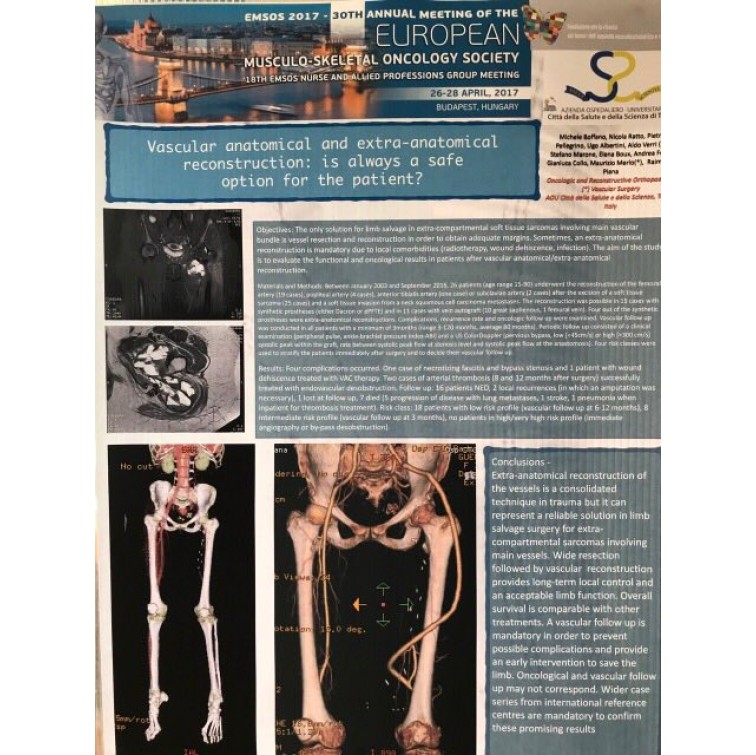 EMSOS 2017 - 30TH ANNUAL MEETING OF THE
EUROPEAN
MUSCULO-SKELETAL ONCOLOGY SOCIETY
18TH EMSOS NURSE AND ALLIED PROFESSIONS GROUP MEETING
26-28 APRIL, 2017
BUDAPEST, HUNGARY
AZIENDA OSPEDALIERO - UNIVERSITAR
Città della Salute e della Scienza di T
Michele Boffano, Nicola Ratto, Pietr
Pellegrino, Ugo Albertini, Aldo Verri (
Stefano Marone, Elena Boux, Andrea F
Gianluca Collo, Maurizio Merlo(*), Raim
Piana
Oncologic and Reconstructive Orthopae
(*) Vascular Surgery
AOU Città della Salute e della Scienza, T
Italy
Vascular anatomical and extra-anatomical
reconstruction: is always a safe
option for the patient?
Objectives: The only solution for limb salvage in extra-compartmental soft tissue sarcomas involving main vascular
bundle is vessel resection and reconstruction in order to obtain adequate margins. Sometimes, an extra-anatomical
reconstruction is mandatory due to local comorbilities (radiotherapy, wound dehiscence, infection). The aim of the study
is to evaluate the functional and oncological results in patients after vascular anatomical/extra-anatomical
reconstruction.
Materials and Methods: Between January 2002 and September 2016, 26 patients (age range 15-90) underwent the reconstruction of the femoral
artery (19 cases), popliteal artery (4 cases), anterior tibialis artery (one case) or subclavian artery (2 cases) after the excision of a soft tissue
sarcoma (25 cases) and a soft tissue invasion from a neck squamous cell carcinoma metastases. The reconstruction was possible in 13 cases with
synthetic prostheses (either Dacron or ePTFE) and in 13 cases with vein autograft (10 great saphenous, 1 femoral vein). Four out of the synthetic
prostheses were extra-anatomical reconstructions. Complications, recurrence rate and oncologic follow up were examined. Vascular follow up
was conducted in all patients with a minimum of 3months (range 3-120 months, average 60 months). Periodic follow up consisted of a clinical
examination (peripheral pulse, ankle-brachial pressure index-ABI) and a US ColorDoppler (pervious bypass, low (<45cm/s) or high (>300 cm/s)
systolic peak within the graft, rate between systolic peak flow at stenosis level and systolic peak flow at the anastomosis). Four risk classes were
used to stratify the patients immediately after surgery and to decide their vascular follow up.
Results: Four complications occurred. One case of necrotizing fasciitis and bypass stenosis and 1 patient with wound
dehiscence treated with VAC therapy. Two cases of arterial thrombosis (8 and 12 months after surgery) successfully
treated with endovascular desobstruction. Follow up: 16 patients NED, 2 local recurrences (in which an amputation was
necessary), 1 lost at follow up, 7 died (5 progression of disease with lung metastases, 1 stroke, 1 pneumonia when
inpatient for thrombosis treatment). Risk class: 18 patients with low risk profile (vascular follow up at 6-12 months), 8
intermediate risk profile (vascular follow up at 3 months), no patients in high/very high risk profile (immediate
angiography or by-pass desobstruction).
No cut
5mm/rot
sp
ana
No c
cm
otation: 15.0 deg.
Conclusions -
Extra-anatomical reconstruction of
the vessels is a consolidated
technique in trauma but it can
represent a reliable solution in limb
salvage surgery for extra-
compartmental sarcomas involving
main vessels. Wide resection
followed by vascular reconstruction
provides long-term local control and
an acceptable limb function. Overall
survival is comparable with other
treatments. A vascular follow up is
mandatory in order to prevent
possible complications and provide
an early intervention to save the
limb. Oncological and vascular follow
up may not correspond. Wider case
series from international reference
centres are mandatory to confirm
these promising results